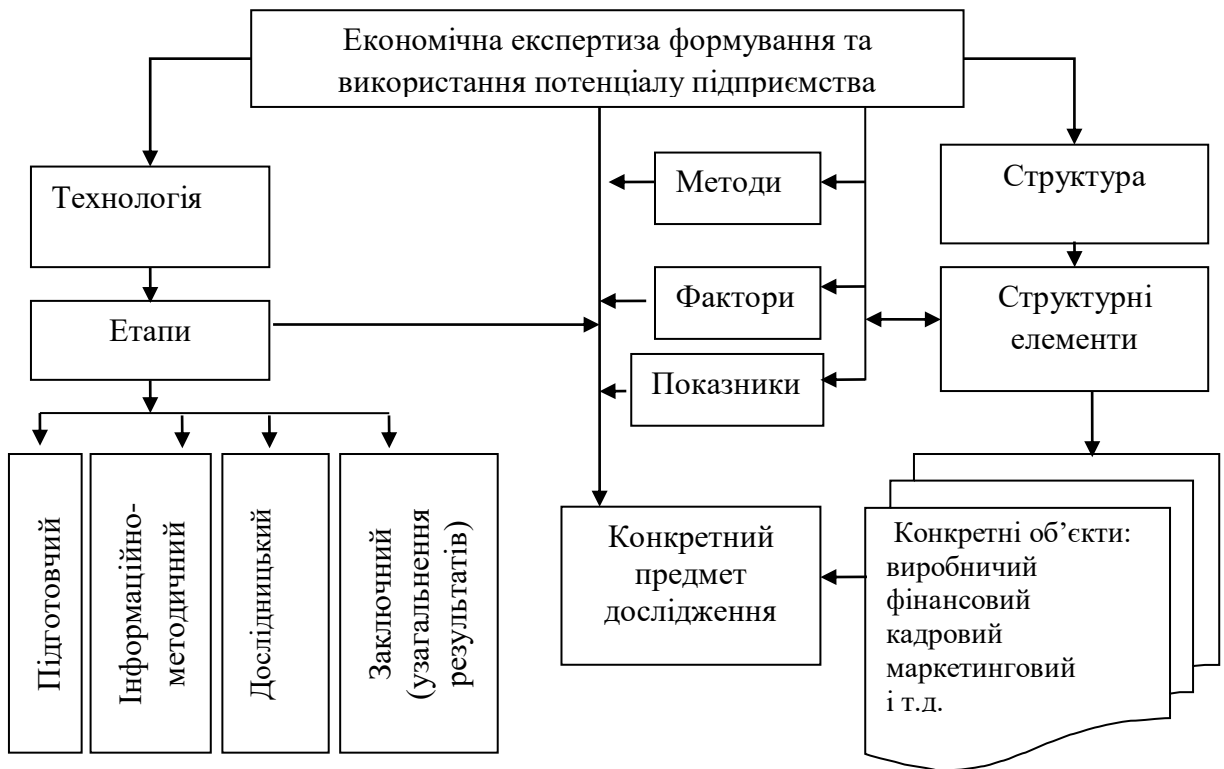 Економічна експертиза формування та
використання потенціалу підприємства
Технологія
Методи
Структура
Етапи
Фактори
Структурні
елементи
Показники
Підготовчий
Інформаційно-
методичний
Дослідницький
Заключний
(узагальнення
результатів)
Конкретний
предмет
дослідження
Конкретні об’єкти:
виробничий
фінансовий
кадровий
маркетинговий
і т.д.